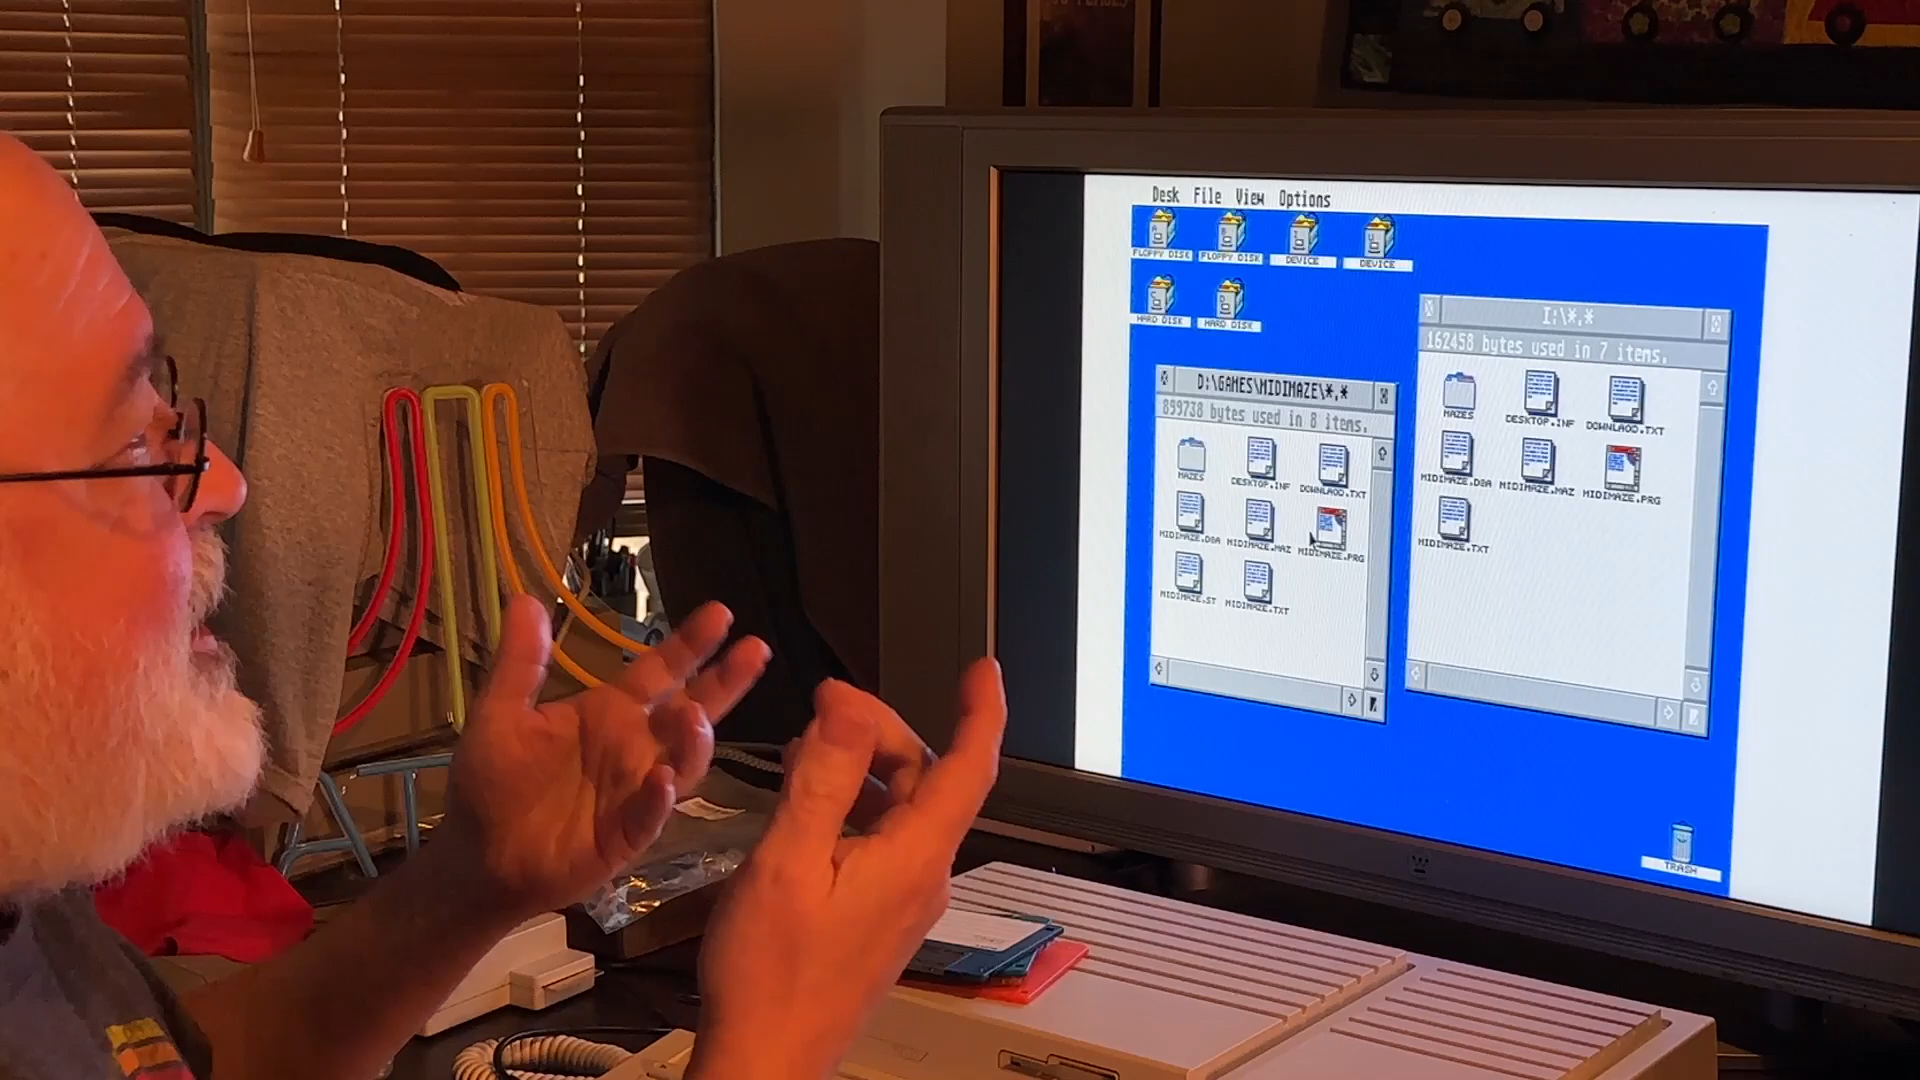 Desk File View Options
FLOPPY DISK
FLOPPY DISK
DEVICE
DEVICE
HARD DISK
HARD DISK
D:\GAMES\MIDIMAZE\*.*
899738 bytes used in 8 items.
MAZES
DESKTOP.INF
DOWNLAOD.TXT
MIDIMAZE.D8A
MIDIMAZE.MAZ
MIDIMAZE.PRG
MIDIMAZE.ST
MIDIMAZE.TXT
I:\*.*
162458 bytes used in 7 items.
MAZES
DESKTOP.INF
DOWNLAOD.TXT
MIDIMAZE.D8A
MIDIMAZE.MAZ
MIDIMAZE.PRG
MIDIMAZE.TXT
TRASH